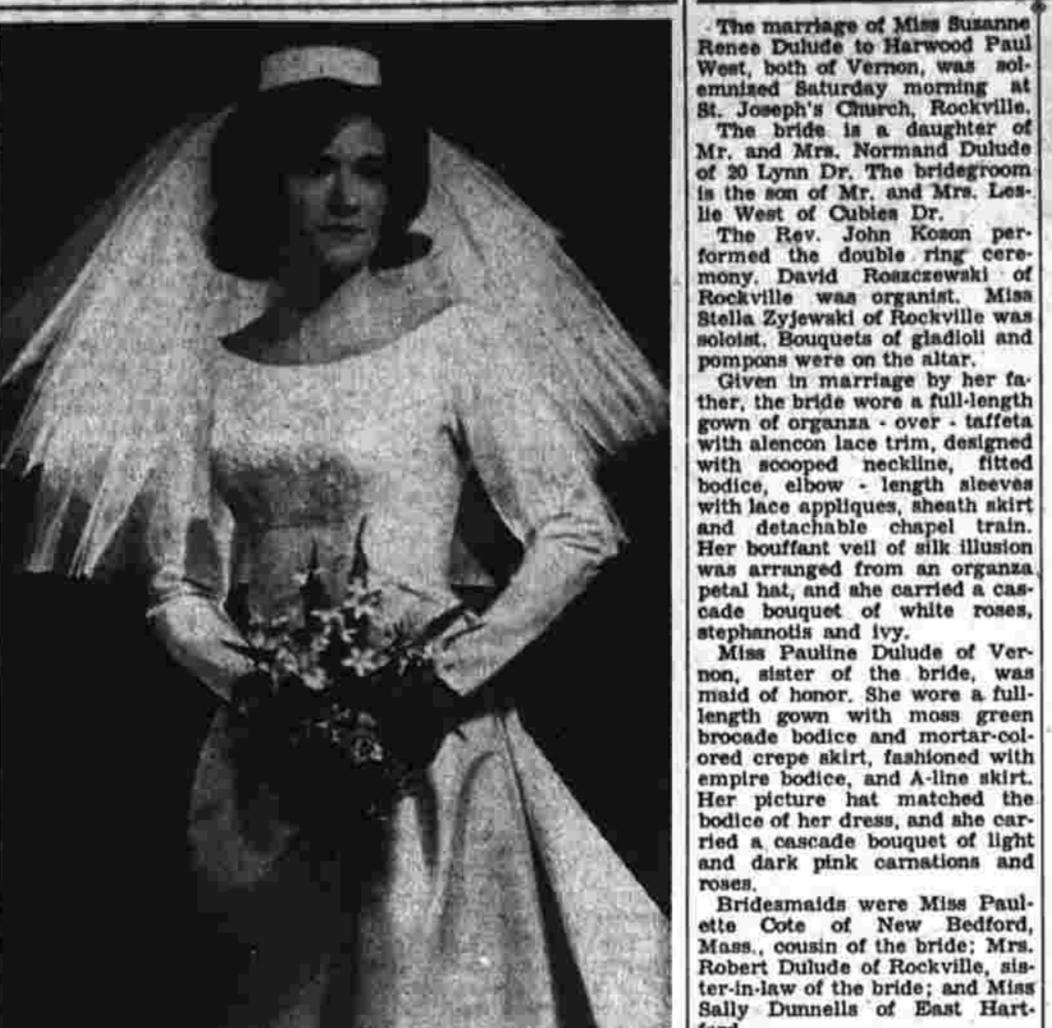 The marriage of Miss Suzanne
Renee Dulude to Harwood Paul
West, both of Vernon, was sol-
emnized Saturday morning at
St. Joseph's Church, Rockville.
The bride is a daughter of
Mr. and Mrs. Normand Dulude
of 20 Lynn Dr. The bridegroom
is the son of Mr. and Mrs. Les-
lie West of Cubles Dr.
The Rev. John Kozon per-
formed the double ring cere-
mony. David Roszczewski of
Rockville was organist. Miss
Stella Zyjewski of Rockville was
soloist. Bouquets of gladioli and
pompons were on the altar.
Given in marriage by her fa-
ther, the bride wore a full-length
gown of organza - over - taffeta
with alencon lace trim, designed
with scooped neckline, fitted
bodice, elbow - length sleeves
with lace appliques, sheath skirt
and detachable chapel train.
Her bouffant veil of silk illusion
was arranged from an organza
petal hat, and she carried a cas-
cade bouquet of white roses,
stephanotis and ivy.
Miss Pauline Dulude of Ver-
non, sister of the bride, was
maid of honor. She wore a full-
length gown with moss green
brocade bodice and mortar-col-
ored crepe skirt, fashioned with
empire bodice, and A-line skirt.
Her picture hat matched the
bodice of her dress, and she car-
ried a cascade bouquet of light
and dark pink carnations and
roses.
Bridesmaids were Miss Paul-
ette Cote of New Bedford,
Mass., cousin of the bride; Mrs.
Robert Dulude of Rockville, sis-
ter-in-law of the bride; and Miss
Sally Dunnells of East Hart-